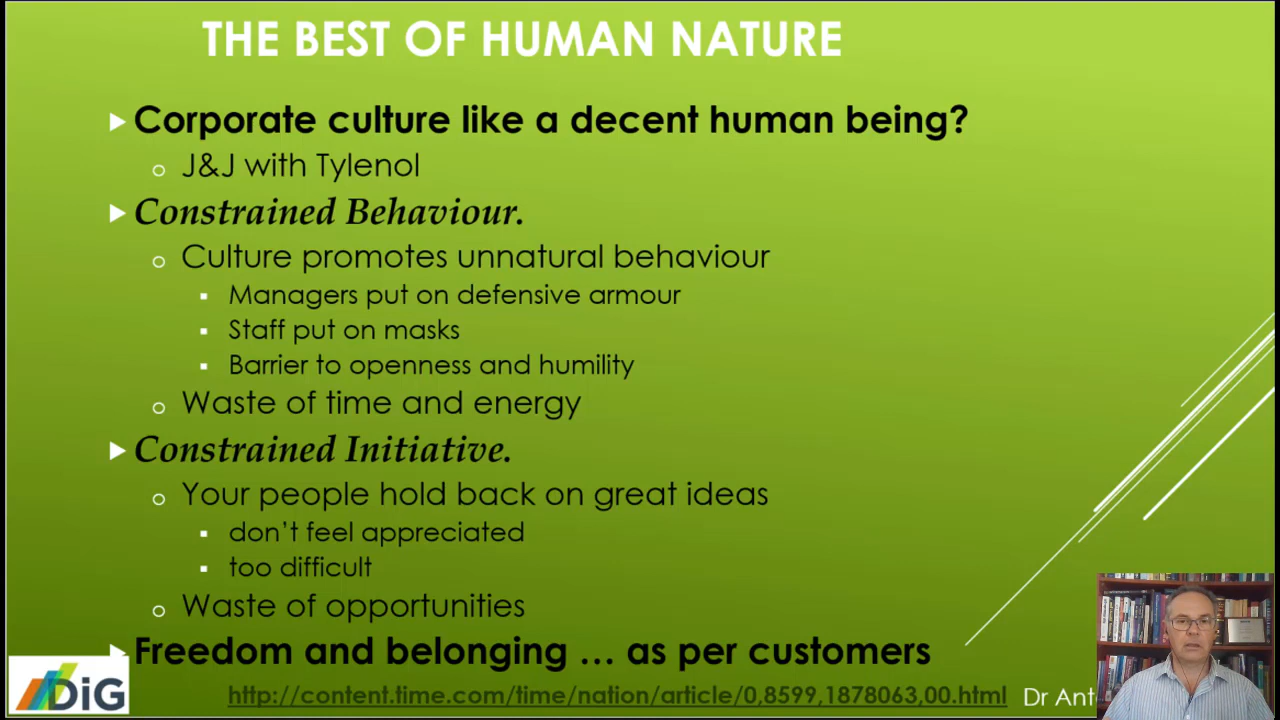 THE BEST OF HUMAN NATURE
Corporate culture like a decent human being?
J&J with Tylenol
Constrained Behaviour.
Culture promotes unnatural behaviour
Managers put on defensive armour
Staff put on masks
Barrier to openness and humility
Waste of time and energy
Constrained Initiative.
Your people hold back on great ideas
don't feel appreciated
too difficult
Waste of opportunities
Freedom and belonging … as per customers
http://content.time.com/time/nation/article/0,8599,1878063,00.html
Dr Ant
DiG